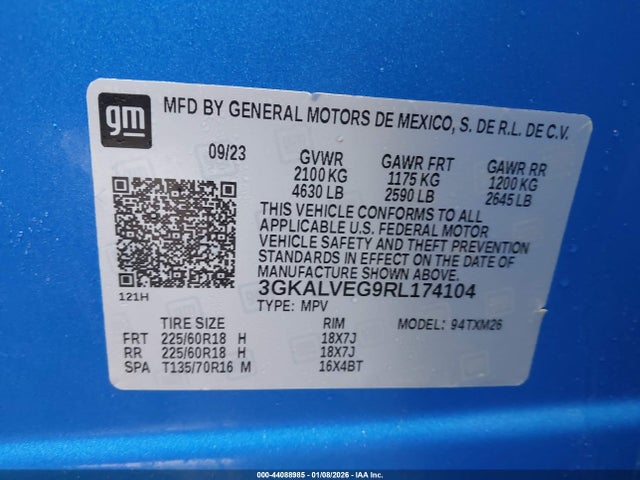 gm
MFD BY GENERAL MOTORS DE MEXICO, S. DE R.L. DE C.V.
09/23 GVWR GAWR FRT GAWR RR
2100 KG 1175 KG 1200 KG
4630 LB 2590 LB 2645 LB
THIS VEHICLE CONFORMS TO ALL
APPLICABLE U.S. FEDERAL MOTOR
VEHICLE SAFETY AND THEFT PREVENTION
STANDARDS IN EFFECT ON THE DATE OF
MANUFACTURE SHOWN ABOVE.
3GKALVEG9RL174104
121H TYPE: MPV
TIRE SIZE RIM MODEL: 94TXM26
FRT 225/60R18 H 18X7J
RR 225/60R18 H 18X7J
SPA T135/70R16 M 16X4BT
000-44088985 - 01/08/2026 - IAA Inc.